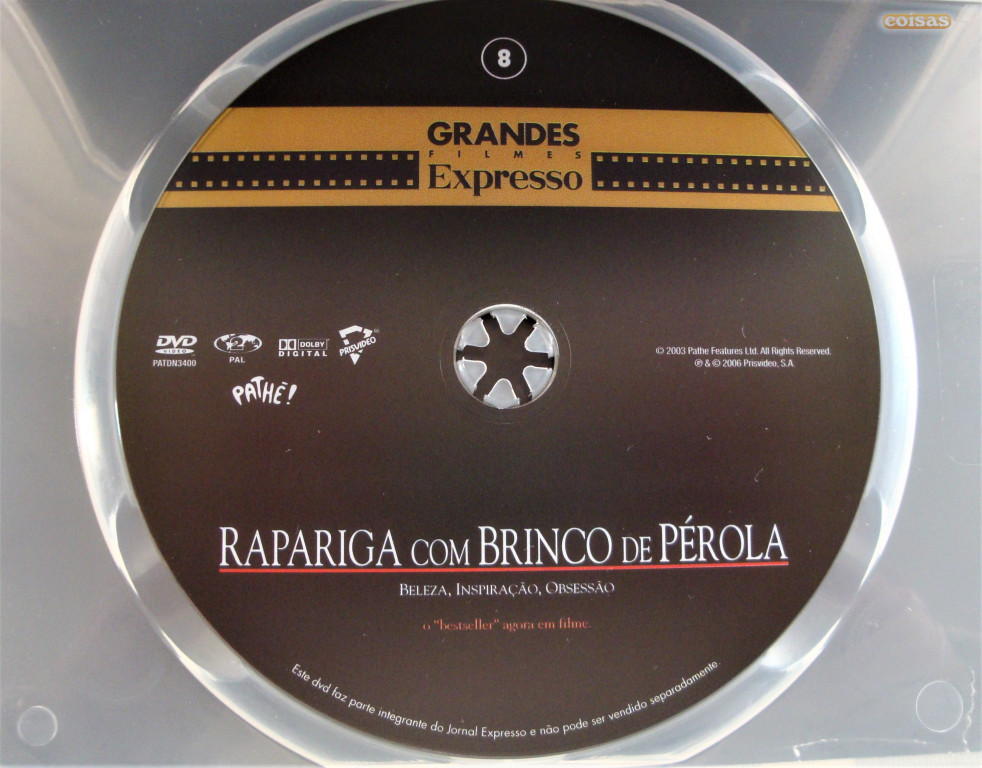 coisas
8
GRANDES
FILMES
Expresso
DVD
VIDEO
PATDN3400
2
PAL
DOLBY
DIGITAL
PRISVIDEO
PATHÉ!
© 2003 Pathe Features Ltd. All Rights Reserved.
℗ & © 2006 Prisvideo, S.A.
RAPARIGA COM BRINCO DE PÉROLA
BELEZA, INSPIRAÇÃO, OBSESSÃO
o "bestseller" agora em filme.
Este dvd faz parte integrante do Jornal Expresso e não pode ser vendido separadamente.